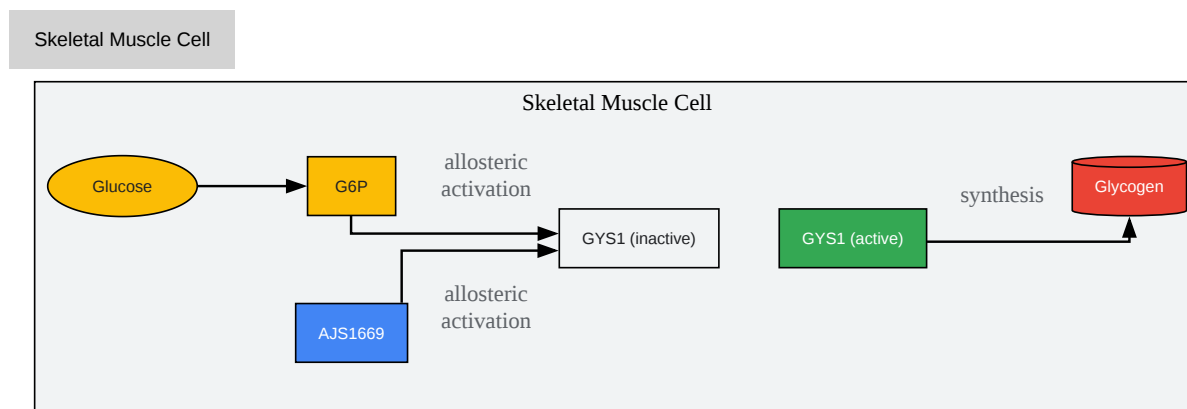 Skeletal Muscle Cell
Skeletal Muscle Cell
allosteric
activation
Glucose
G6P
synthesis
Glycogen
GYS1 (inactive)
GYS1 (active)
allosteric
activation
AJS1669